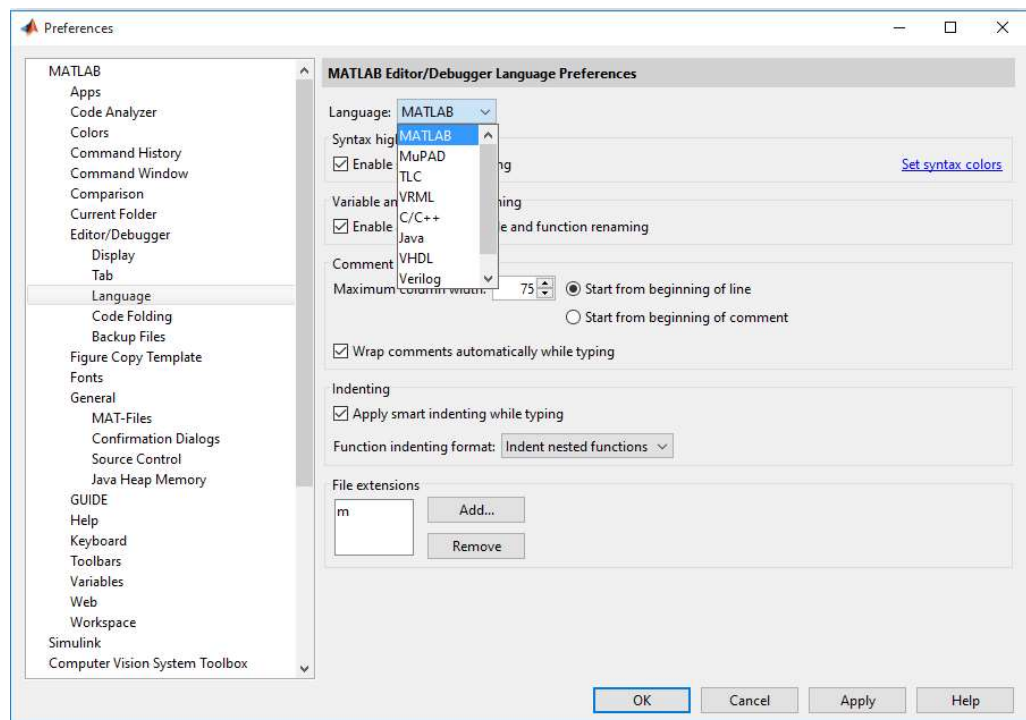 Preferences
MATLAB
Apps
Code Analyzer
Colors
Command History
Command Window
Comparison
Current Folder
Editor/Debugger
Display
Tab
Language
Code Folding
Backup Files
Figure Copy Template
Fonts
General
MAT-Files
Confirmation Dialogs
Source Control
Java Heap Memory
GUIDE
Help
Keyboard
Toolbars
Variables
Web
Workspace
Simulink
Computer Vision System Toolbox
MATLAB Editor/Debugger Language Preferences
Language: MATLAB
MATLAB
MuPAD
TLC
VRML
C/C++
Java
VHDL
Verilog
Syntax
Enable
Set syntax colors
Variable
Enable and function renaming
Comment
Maximum column width: 75 Start from beginning of line
Start from beginning of comment
Wrap comments automatically while typing
Indenting
Apply smart indenting while typing
Function indenting format: Indent nested functions
File extensions
m
Add...
Remove
OK Cancel Apply Help